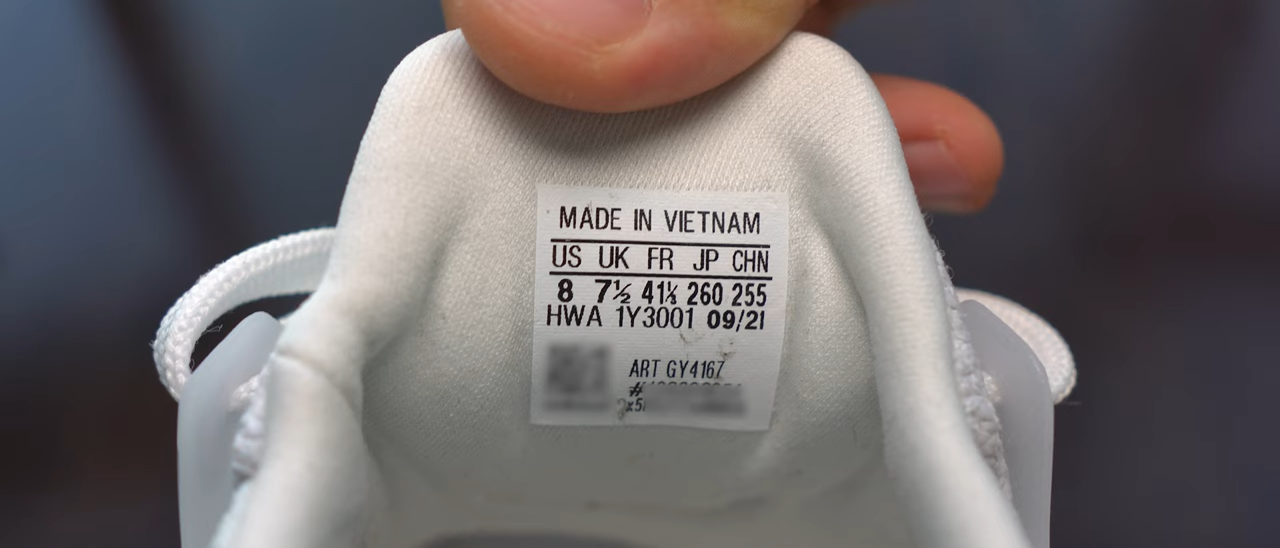 MADE IN VIETNAM
US UK FR JP CHN
8 7½ 41⅓ 260 255
HWA 1Y3001 09/21
ART GY4167
#